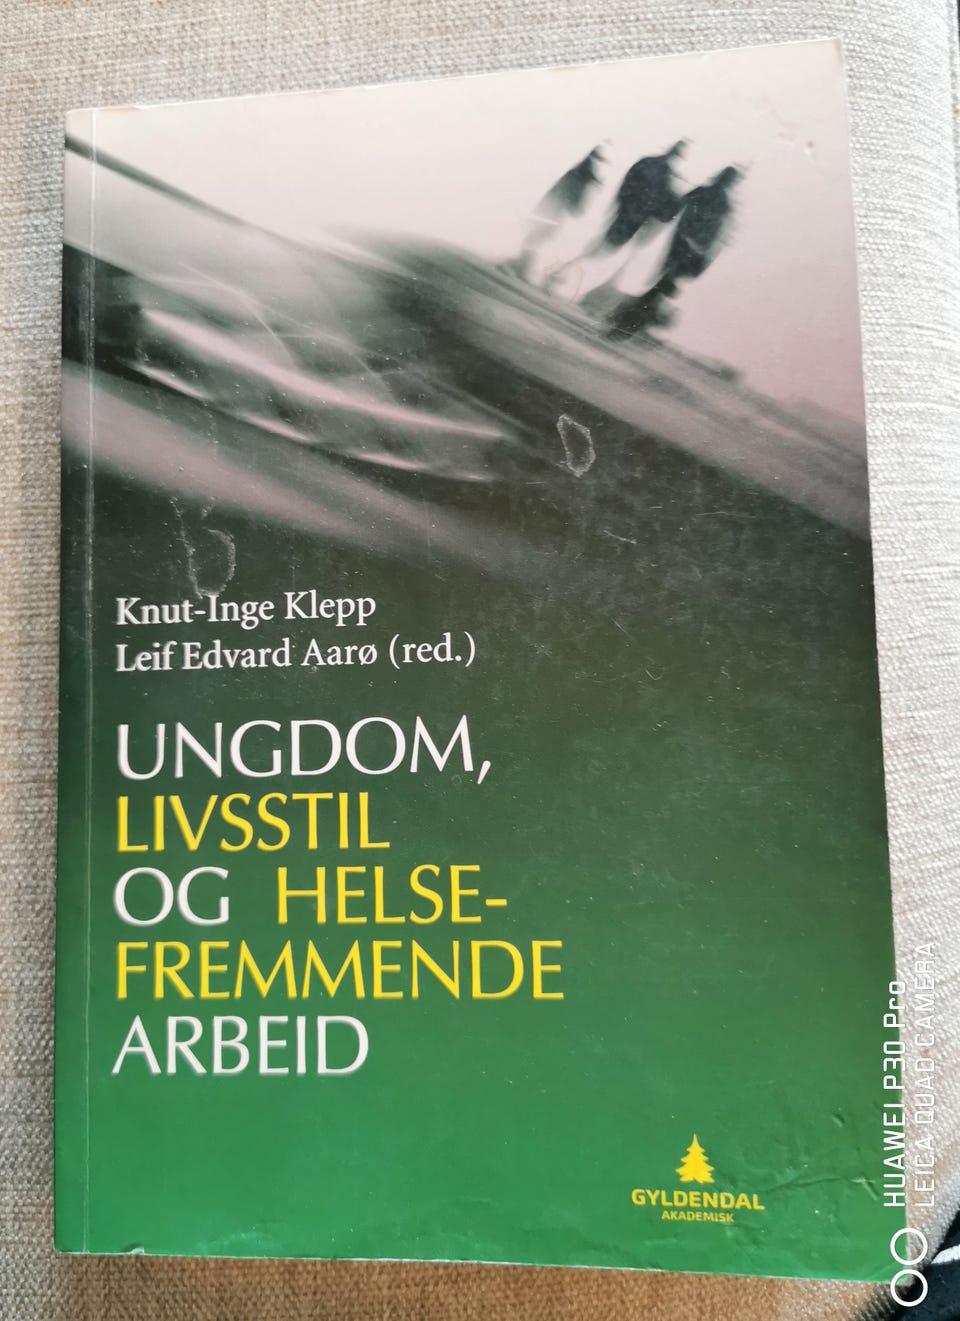 Knut-Inge Klepp
Leif Edvard Aarø (red.)
UNGDOM,
LIVSSTIL
OG HELSE-
FREMMENDE
ARBEID
GYLDENDAL
AKADEMISK
HUAWEI P30 Pro
LEICA QUAD CAMERA